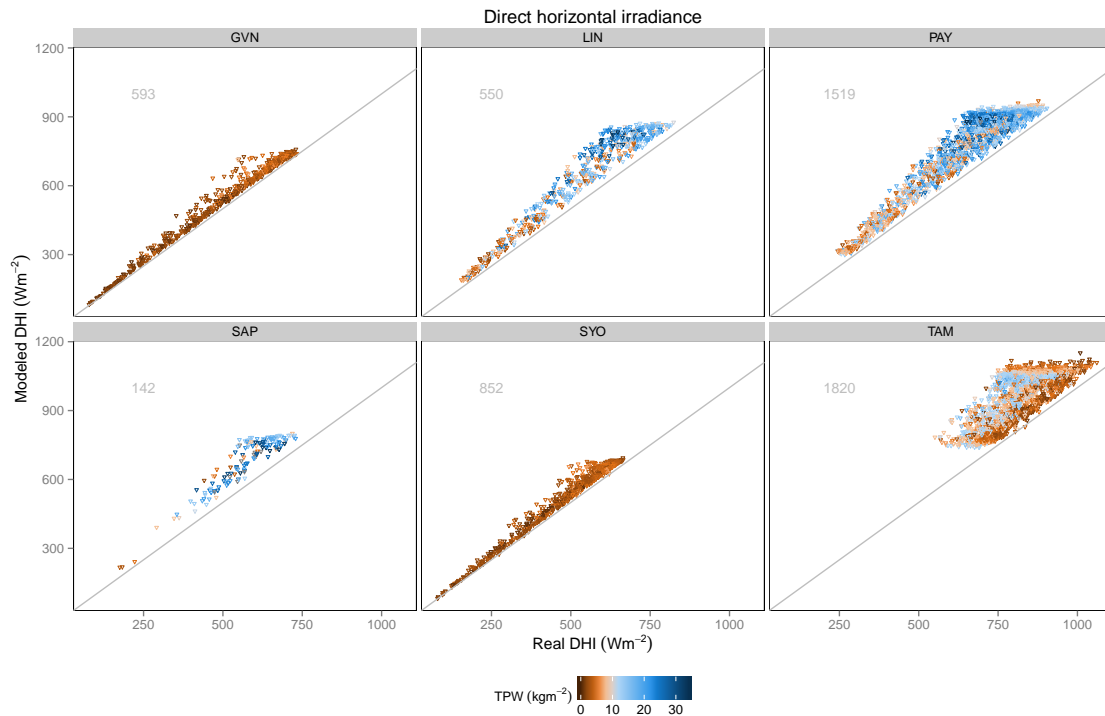 Direct horizontal irradiance
GVN LIN PAY
1200
900
600
300
593 550 1519
SAP SYO TAM
1200
900
600
300
142 852 1820
Modeled DHI (Wm⁻²)
250 500 750 1000 250 500 750 1000 250 500 750 1000
Real DHI (Wm⁻²)
TPW (kgm⁻²)
0 10 20 30